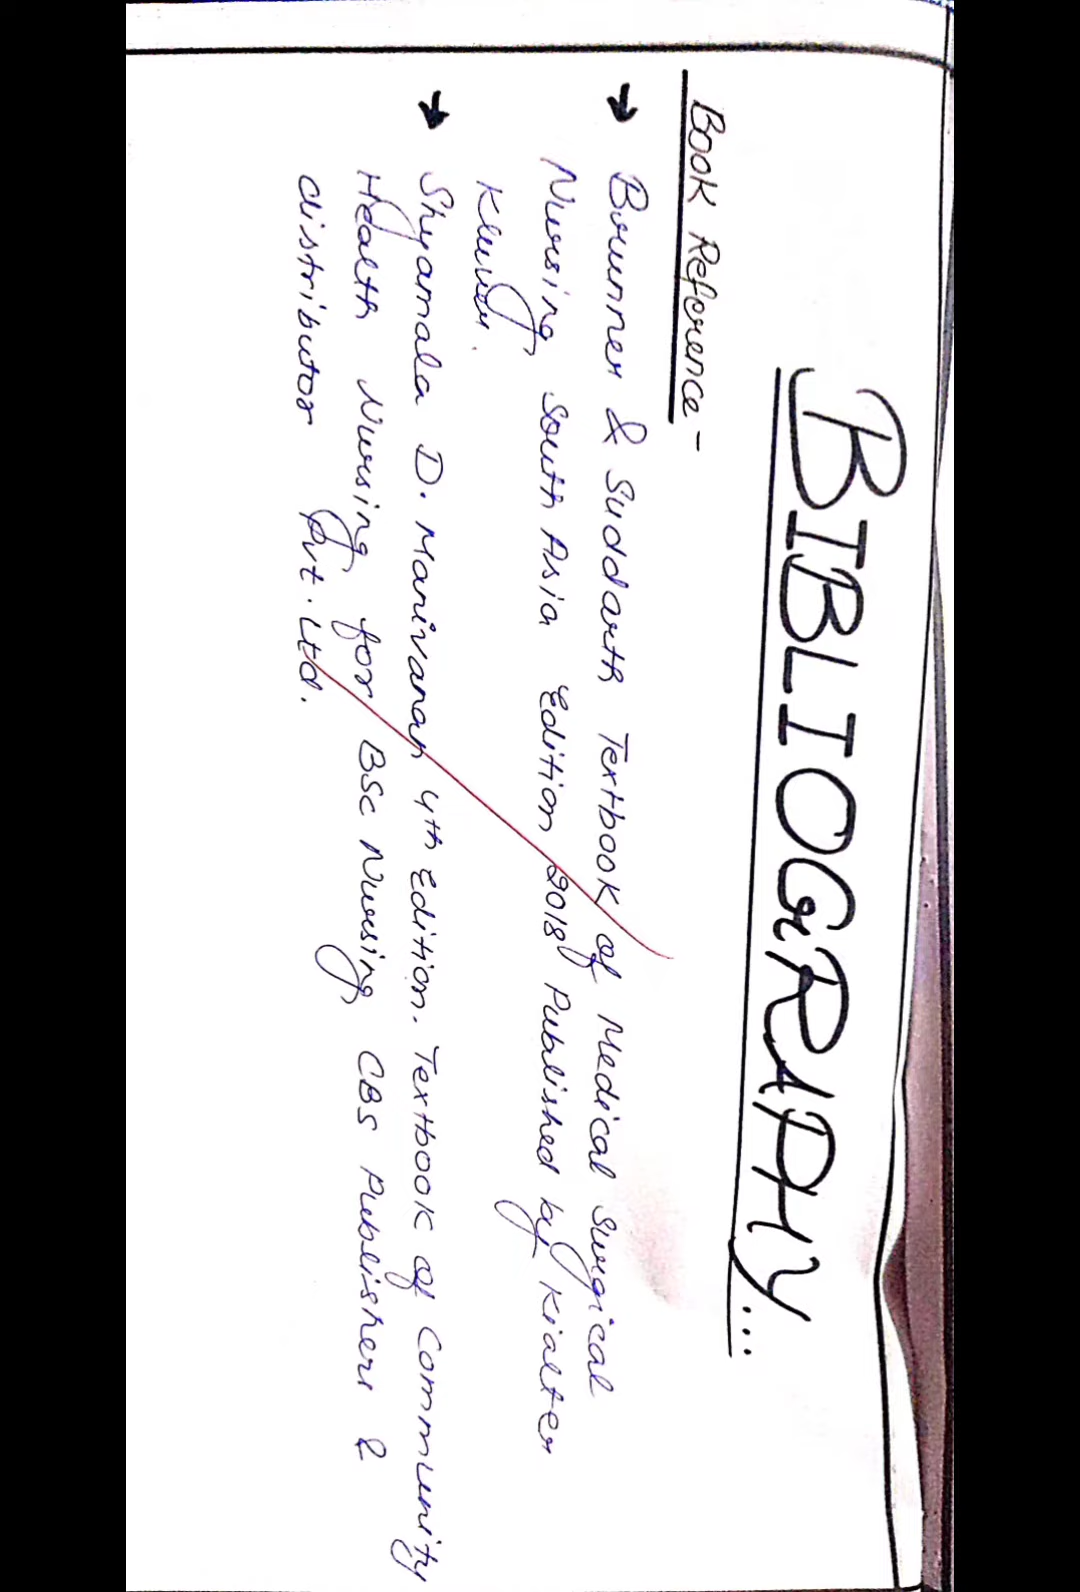 BIBLIOGRAPHY...
Book Reference-
→ Brunner & Suddarth Textbook of Medical Surgical
Nursing South Asia Edition 2018 Published by Kialter
Kluwer.
→ Shyamala D. Manivanan 4th Edition. Textbook of Community
Health Nursing for BSc Nursing CBS Publishers &
distributor Pvt. Ltd.